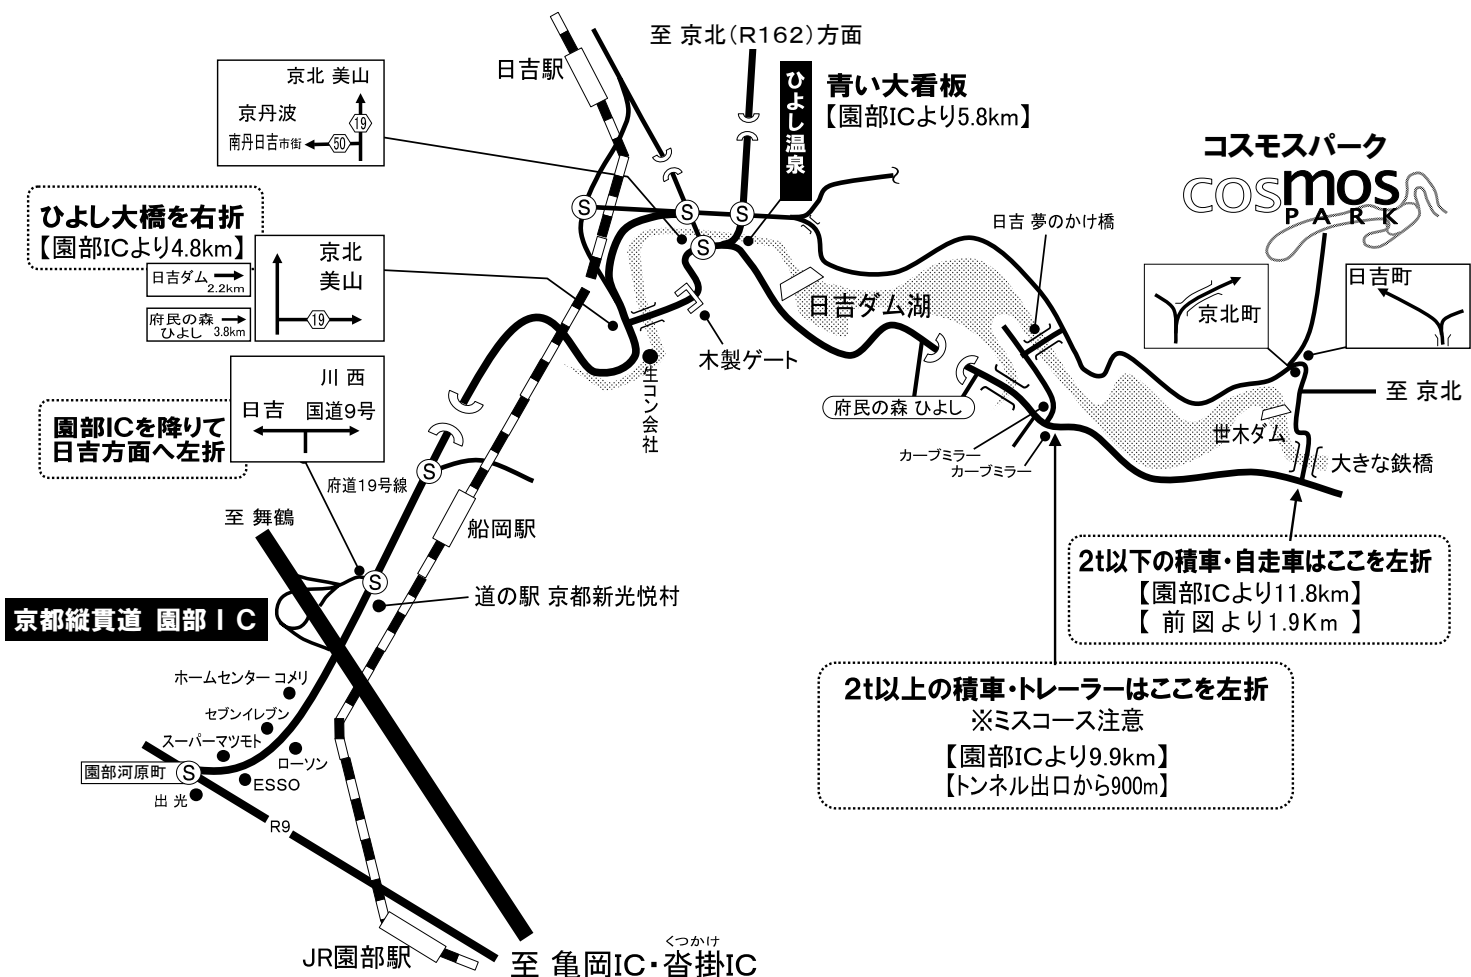 至 京北(R162)方面
日吉駅
京北 美山
京丹波
19
南丹日吉市街
50
ひよし温泉
青い大看板
【園部ICより5.8km】
コスモスパーク
COSMOS
PARK
ひよし大橋を右折
【園部ICより4.8km】
日吉ダム
2.2km
府民の森
ひよし 3.8km
京北
美山
19
S
S
S
S
日吉 夢のかけ橋
日吉ダム湖
京北町
日吉町
木製ゲート
生コン会社
府民の森 ひよし
カーブミラー
カーブミラー
世木ダム
至 京北
大きな鉄橋
川西
日吉 国道9号
園部ICを降りて
日吉方面へ左折
S
府道19号線
船岡駅
至 舞鶴
S
道の駅 京都新光悦村
京都縦貫道 園部IC
2t以下の積車・自走車はここを左折
【園部ICより11.8km】
【前図より1.9Km】
2t以上の積車・トレーラーはここを左折
※ミスコース注意
【園部ICより9.9km】
【トンネル出口から900m】
ホームセンター コメリ
セブンイレブン
スーパーマツモト
ローソン
園部河原町
S
ESSO
出光
R9
JR園部駅
くつかけ
至 亀岡IC・沓掛IC